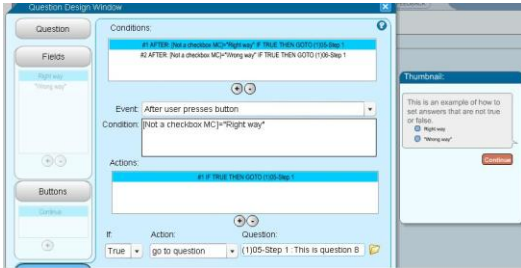 Question Design Window
Question
Fields
Right way
"Wrong way"
Buttons
Continue
Conditions:
#1 AFTER: [Not a checkbox MC]="Right way" IF TRUE THEN GOTO (1)05-Step 1
#2 AFTER: [Not a checkbox MC]="Wrong way" IF TRUE THEN GOTO (1)06-Step 1
Event: After user presses button
Condition: [Not a checkbox MC]="Right way"
Actions:
#1 IF TRUE THEN GOTO (1)05-Step 1
If: Action: Question:
True go to question (1)05-Step 1 : This is question 8
Thumbnail:
This is an example of how to
set answers that are not true
or false.
Right way
"Wrong way"
Continue